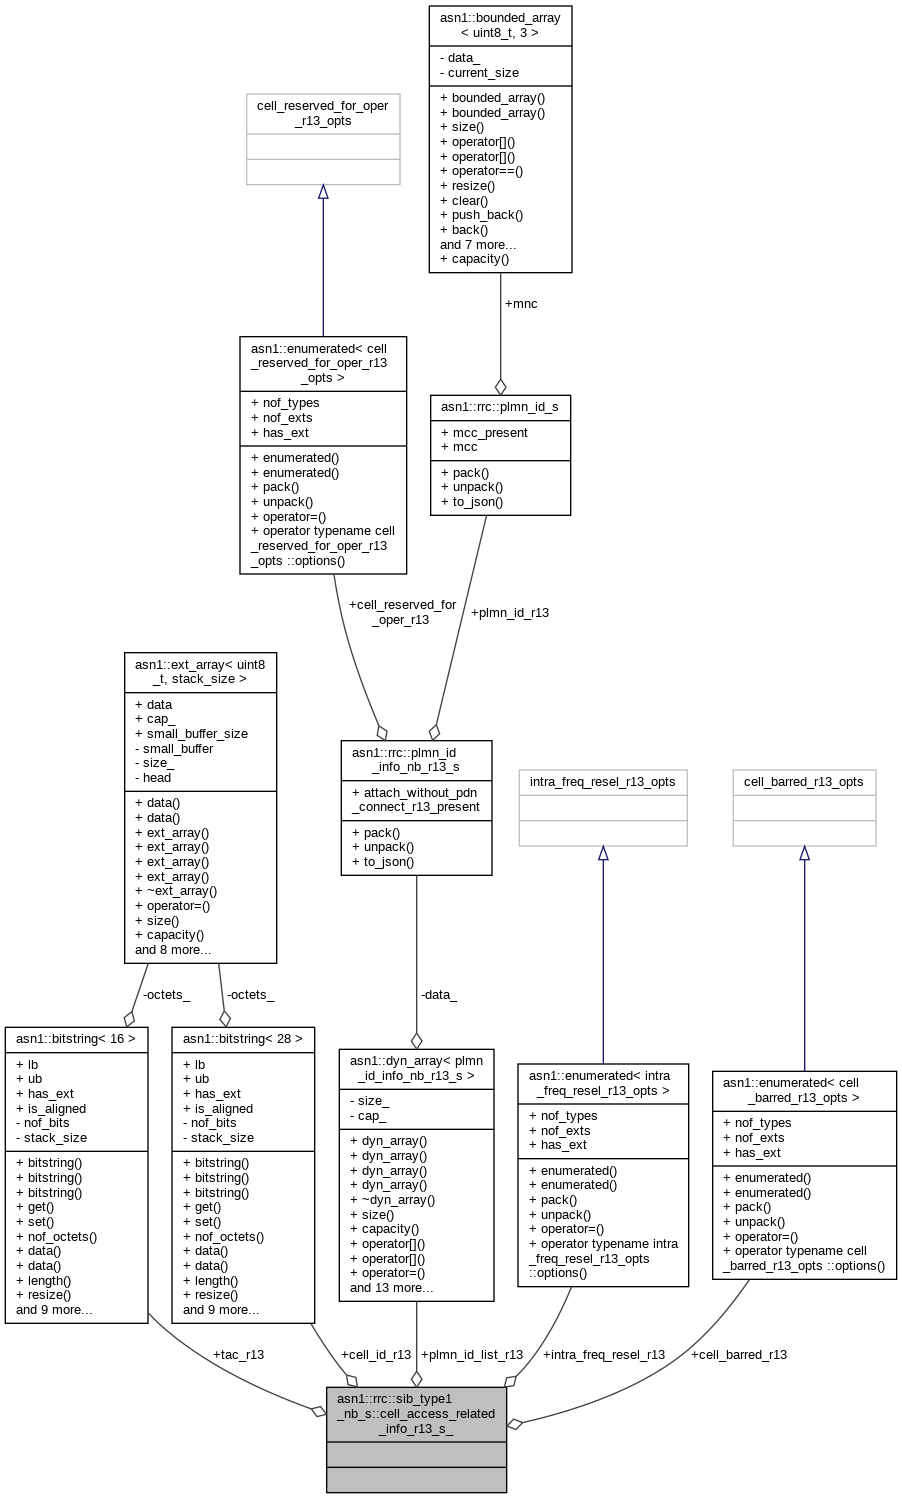 asn1::bounded_array
< uint8_t, 3 >
- data_
- current_size
+ bounded_array()
+ bounded_array()
+ size()
+ operator[]()
+ operator[]()
+ operator==()
+ resize()
+ clear()
+ push_back()
+ back()
and 7 more...
+ capacity()
cell_reserved_for_oper
_r13_opts
+mnc
asn1::enumerated< cell
_reserved_for_oper_r13
_opts >
+ nof_types
+ nof_exts
+ has_ext
+ enumerated()
+ enumerated()
+ pack()
+ unpack()
+ operator=()
+ operator typename cell
_reserved_for_oper_r13
_opts ::options()
asn1::rrc::plmn_id_s
+ mcc_present
+ mcc
+ pack()
+ unpack()
+ to_json()
+cell_reserved_for
_oper_r13
+plmn_id_r13
asn1::ext_array< uint8
_t, stack_size >
+ data
+ cap_
+ small_buffer_size
- small_buffer
- size_
- head
+ data()
+ data()
+ ext_array()
+ ext_array()
+ ext_array()
+ ext_array()
+ ~ext_array()
+ operator=()
+ size()
+ capacity()
and 8 more...
asn1::rrc::plmn_id
_info_nb_r13_s
+ attach_without_pdn
_connect_r13_present
+ pack()
+ unpack()
+ to_json()
intra_freq_resel_r13_opts
cell_barred_r13_opts
-octets_
-octets_
-data_
asn1::bitstring< 16 >
+ lb
+ ub
+ has_ext
+ is_aligned
- nof_bits
- stack_size
+ bitstring()
+ bitstring()
+ bitstring()
+ get()
+ set()
+ nof_octets()
+ data()
+ data()
+ length()
+ resize()
and 9 more...
asn1::bitstring< 28 >
+ lb
+ ub
+ has_ext
+ is_aligned
- nof_bits
- stack_size
+ bitstring()
+ bitstring()
+ bitstring()
+ get()
+ set()
+ nof_octets()
+ data()
+ data()
+ length()
+ resize()
and 9 more...
asn1::dyn_array< plmn
_id_info_nb_r13_s >
- size_
- cap_
+ dyn_array()
+ dyn_array()
+ dyn_array()
+ dyn_array()
+ ~dyn_array()
+ size()
+ capacity()
+ operator[]()
+ operator[]()
+ operator=()
and 13 more...
asn1::enumerated< intra
_freq_resel_r13_opts >
+ nof_types
+ nof_exts
+ has_ext
+ enumerated()
+ enumerated()
+ pack()
+ unpack()
+ operator=()
+ operator typename intra
_freq_resel_r13_opts
::options()
asn1::enumerated< cell
_barred_r13_opts >
+ nof_types
+ nof_exts
+ has_ext
+ enumerated()
+ enumerated()
+ pack()
+ unpack()
+ operator=()
+ operator typename cell
_barred_r13_opts ::options()
+tac_r13
+cell_id_r13
+plmn_id_list_r13
+intra_freq_resel_r13
+cell_barred_r13
asn1::rrc::sib_type1
_nb_s::cell_access_related
_info_r13_s_